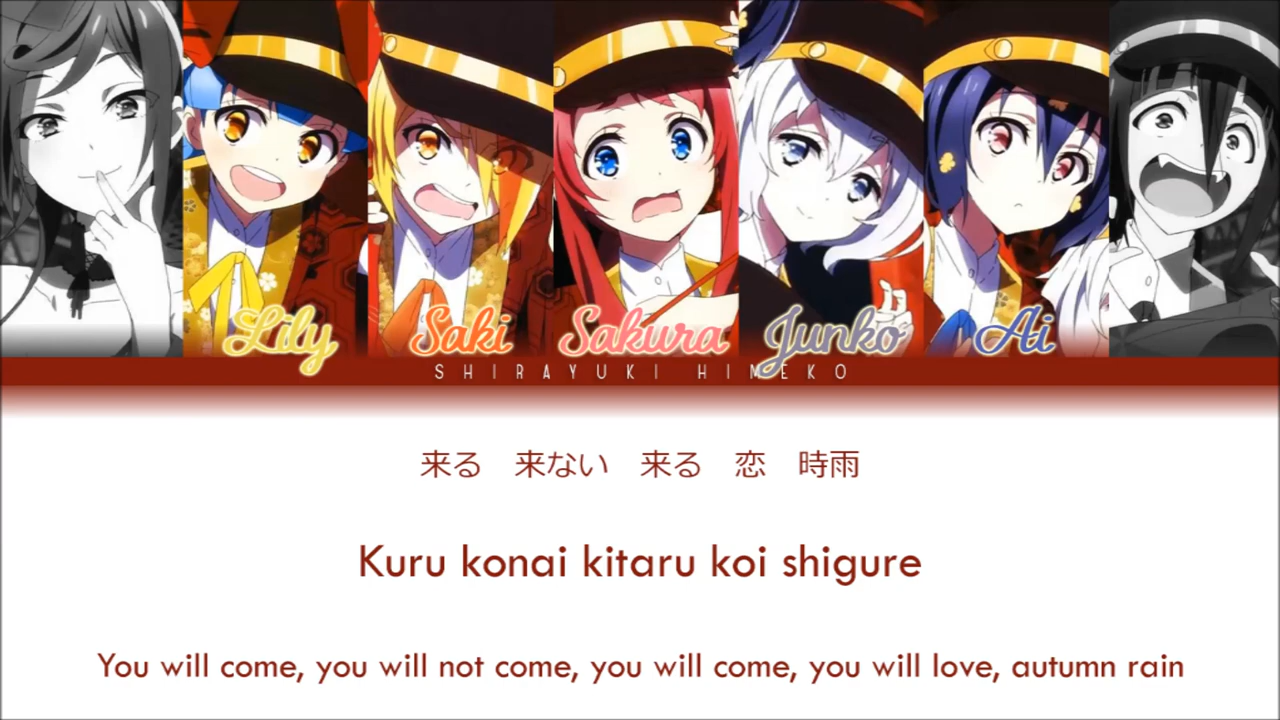 Lily Saki Sakura Junko Ai
SHIRAYUKI HIMEKO
来る　来ない　来る　恋　時雨
Kuru konai kitaru koi shigure
You will come, you will not come, you will come, you will love, autumn rain